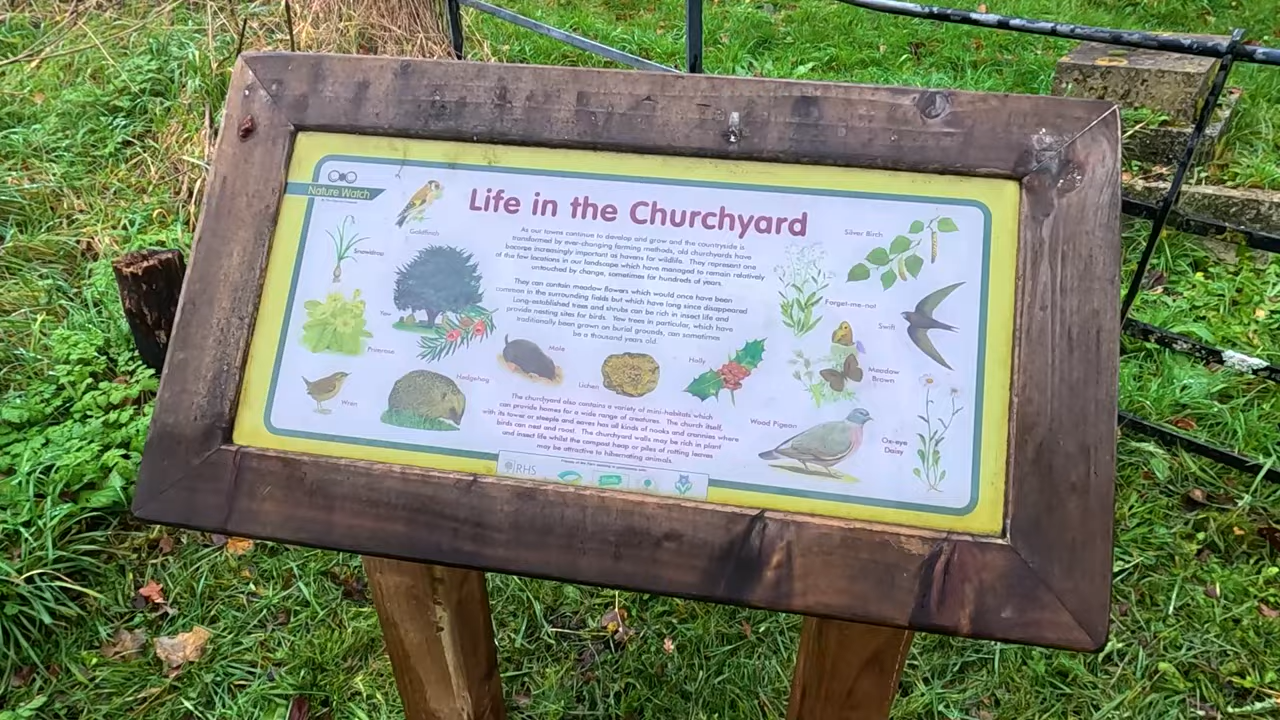 Nature Watch
Life in the Churchyard
As our towns continue to develop and grow and the countryside is
transformed by ever-changing farming methods, old churchyards have
become increasingly important as havens for wildlife. They represent one
of the few locations in our landscape which have managed to remain relatively
untouched by change, sometimes for hundreds of years.
They can contain meadow flowers which would once have been
common in the surrounding fields but which have long since disappeared
Long-established trees and shrubs can be rich in insect life and
provide nesting sites for birds. Yew trees in particular, which have
traditionally been grown on burial grounds, can sometimes
be a thousand years old.
Goldfinch
Snowdrop
Yew
Primrose
Wren
Hedgehog
Mole
Lichen
Holly
Silver Birch
Forget-me-not
Swift
Meadow
Brown
Wood Pigeon
Ox-eye
Daisy
The churchyard also contains a variety of mini-habitats which
can provide homes for a wide range of creatures. The church itself,
with its tower or steeple and eaves has all kinds of nooks and crannies where
birds can nest and roost. The churchyard walls may be rich in plant
and insect life whilst the compost heap or piles of rotting leaves
may be attractive to hibernating animals.
RHS